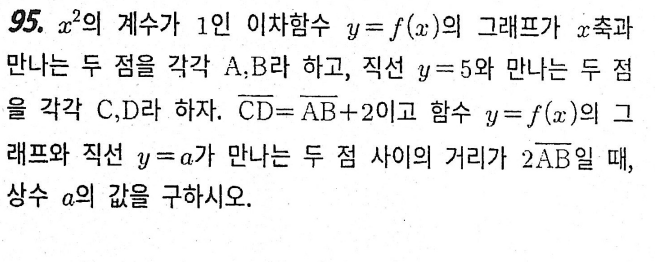 95. x²의 계수가 1인 이차함수 y=f(x)의 그래프가 x축과
만나는 두 점을 각각 A,B라 하고, 직선 y=5와 만나는 두 점
을 각각 C,D라 하자. \overline{CD}=\overline{AB}+2이고 함수 y=f(x)의 그
래프와 직선 y=a가 만나는 두 점 사이의 거리가 2\overline{AB}일 때,
상수 a의 값을 구하시오.